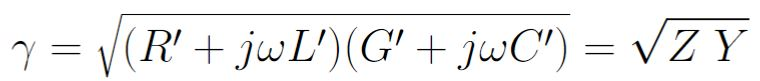 γ = √(R′ + jωL′)(G′ + jωC′) = √Z Y